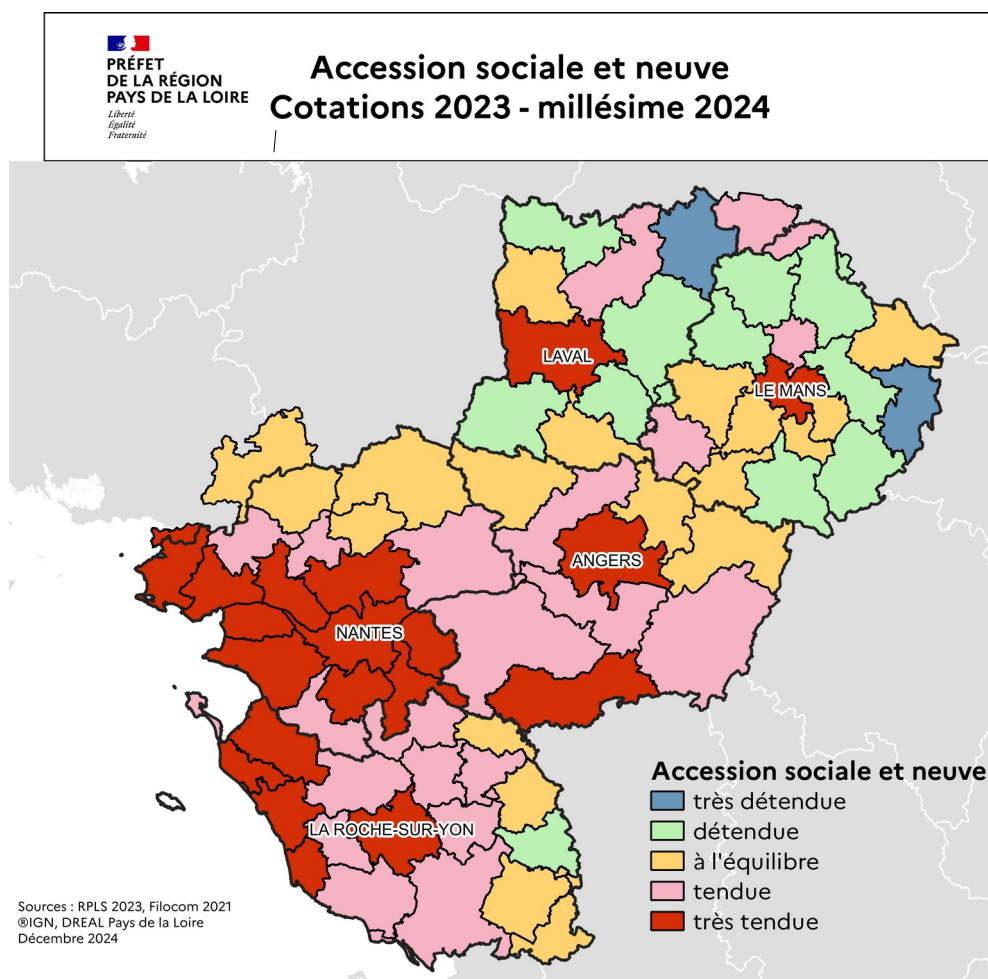 PRÉFET
DE LA RÉGION
PAYS DE LA LOIRE
Liberté
Égalité
Fraternité
Accession sociale et neuve
Cotations 2023 - millésime 2024
LAVAL
LE MANS
ANGERS
NANTES
LA ROCHE-SUR-YON
Accession sociale et neuve
très détendue
détendue
à l'équilibre
tendue
très tendue
Sources : RPLS 2023, Filocom 2021
®IGN, DREAL Pays de la Loire
Décembre 2024